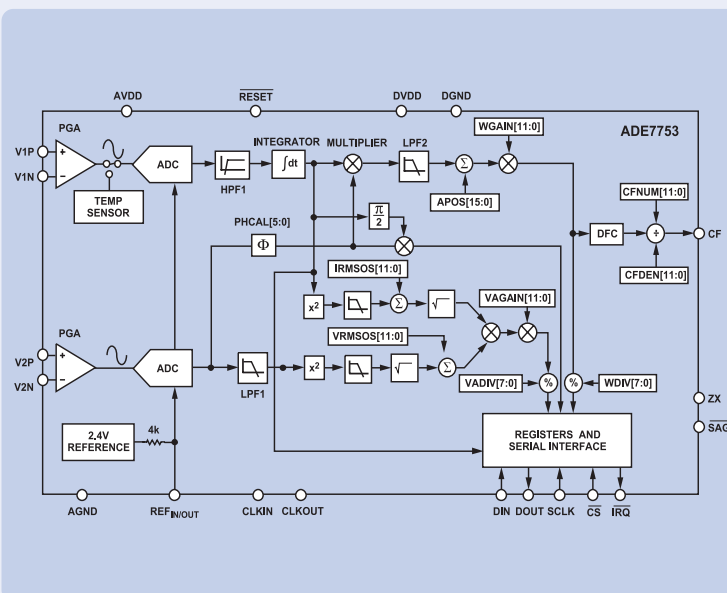 AVDD
RESET
DVDD
DGND
PGA
WGAIN[11:0]
ADE7753
INTEGRATOR
MULTIPLIER
LPF2
V1P
+
ADC
∫dt
Σ
CFNUM[11:0]
V1N
−
HPF1
TEMP
SENSOR
APOS[15:0]
π
2
DFC
÷
CF
PHCAL[5:0]
Φ
CFDEN[11:0]
IRMSOS[11:0]
x²
Σ
√
VAGAIN[11:0]
PGA
VRMSOS[11:0]
V2P
+
ADC
x²
√
Σ
V2N
−
LPF1
VADIV[7:0]
%
%
WDIV[7:0]
ZX
2.4V
REFERENCE
4k
REGISTERS AND
SERIAL INTERFACE
SAG
AGND
REFIN/OUT
CLKIN
CLKOUT
DIN
DOUT
SCLK
CS
IRQ